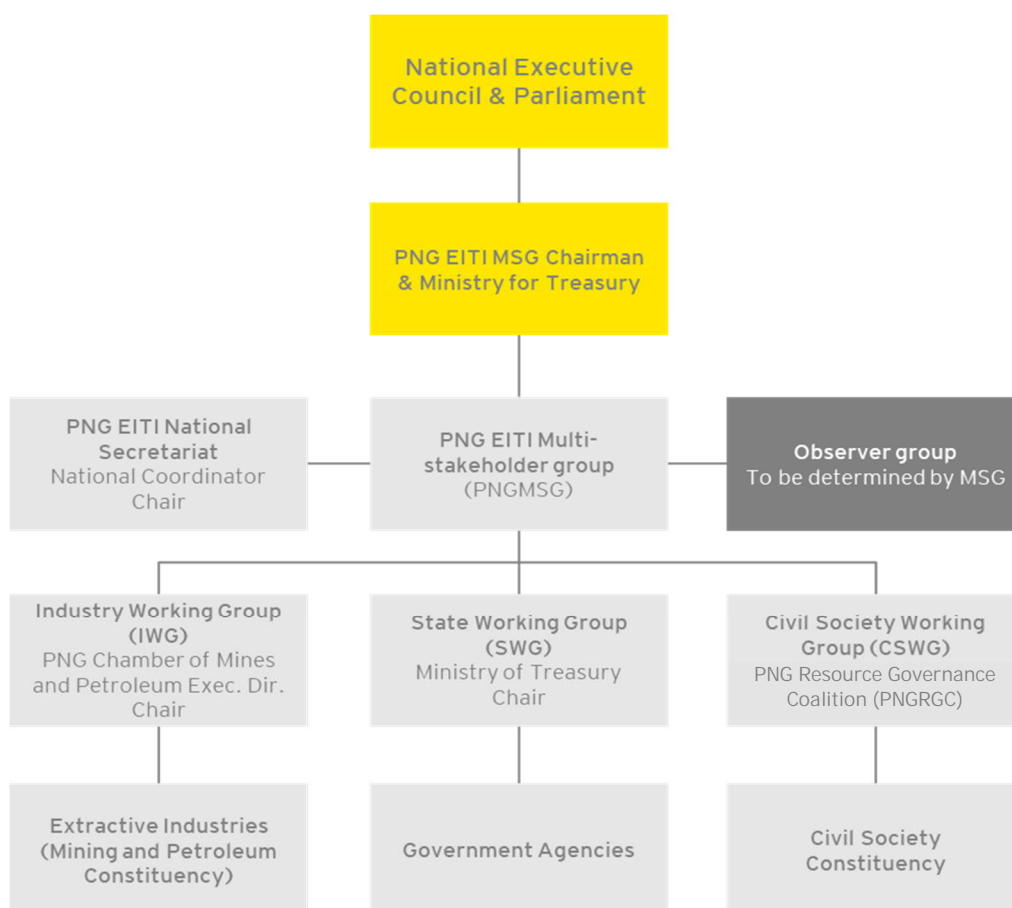 National Executive
Council & Parliament
PNG EITI MSG Chairman
& Ministry for Treasury
PNG EITI National
Secretariat
National Coordinator
Chair
PNG EITI Multi-
stakeholder group
(PNGMSG)
Observer group
To be determined by MSG
Industry Working Group
(IWG)
PNG Chamber of Mines
and Petroleum Exec. Dir.
Chair
State Working Group
(SWG)
Ministry of Treasury
Chair
Civil Society Working
Group (CSWG)
PNG Resource Governance
Coalition (PNGRGC)
Extractive Industries
(Mining and Petroleum
Constituency)
Government Agencies
Civil Society
Constituency